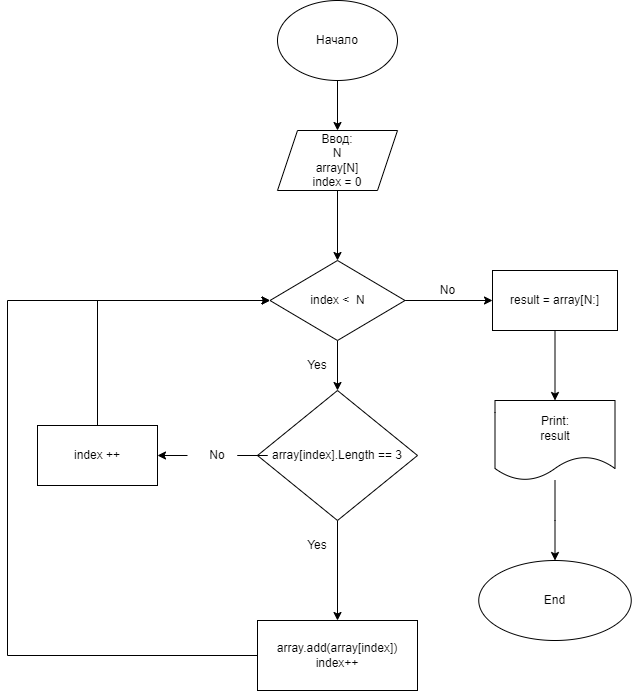 Начало
Ввод:
N
array[N]
index = 0
index < N
No
result = array[N:]
Yes
Print:
result
array[index].Length == 3
No
index ++
Yes
End
array.add(array[index])
index++